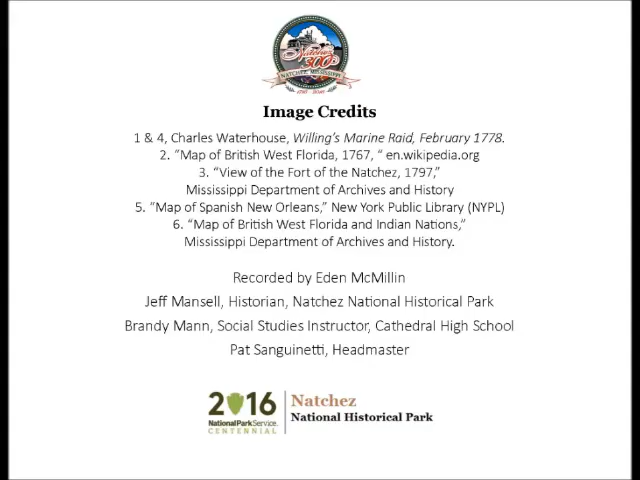 Natchez
300
NATCHEZ, MISSISSIPPI
Image Credits
1 & 4, Charles Waterhouse, Willing's Marine Raid, February 1778.
2. “Map of British West Florida, 1767, “ en.wikipedia.org
3. “View of the Fort of the Natchez, 1797,”
Mississippi Department of Archives and History
5. “Map of Spanish New Orleans,” New York Public Library (NYPL)
6. “Map of British West Florida and Indian Nations,”
Mississippi Department of Archives and History.
Recorded by Eden McMillin
Jeff Mansell, Historian, Natchez National Historical Park
Brandy Mann, Social Studies Instructor, Cathedral High School
Pat Sanguinetti, Headmaster
2016
National Park Service
CENTENNIAL
Natchez
National Historical Park